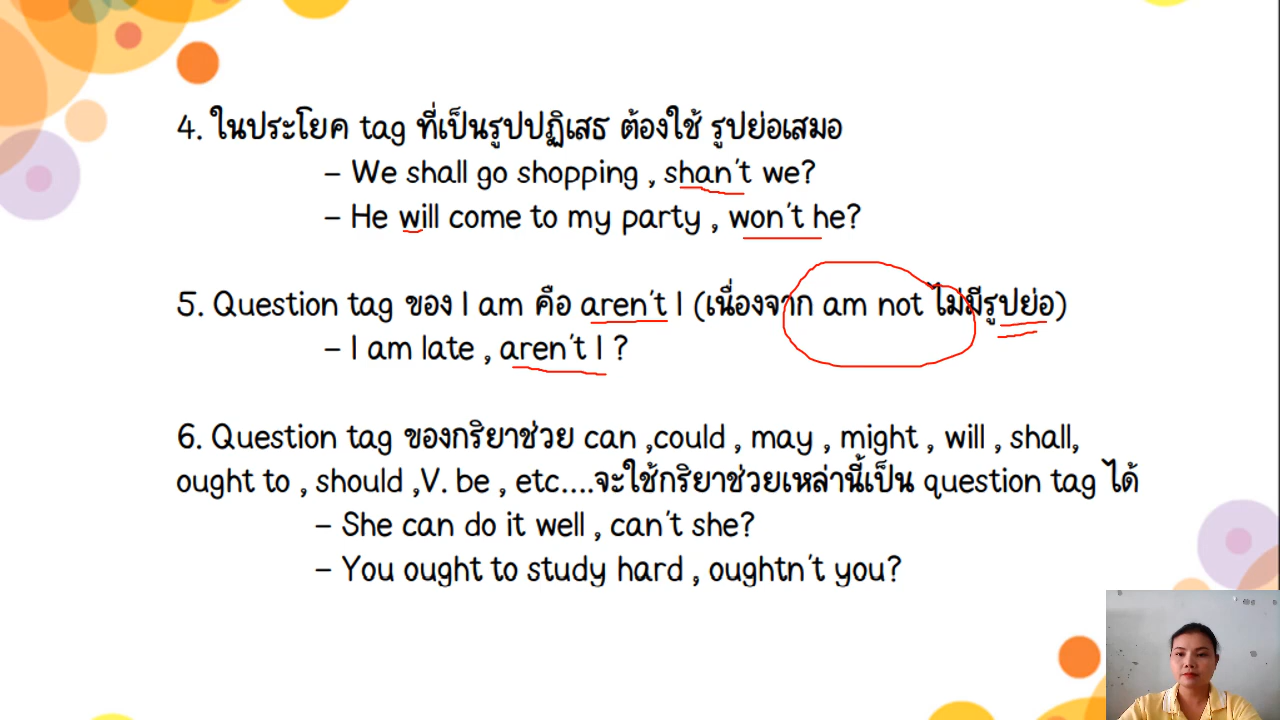 4. ในประโยค tag ที่เป็นรูปปฏิเสธ ต้องใช้ รูปย่อเสมอ
– We shall go shopping , shan't we?
– He will come to my party , won't he?
5. Question tag ของ I am คือ aren't I (เนื่องจาก am not ไม่มีรูปย่อ)
– I am late , aren't I ?
6. Question tag ของกริยาช่วย can ,could , may , might , will , shall,
ought to , should ,V. be , etc....จะใช้กริยาช่วยเหล่านี้เป็น question tag ได้
– She can do it well , can't she?
– You ought to study hard , oughtn't you?